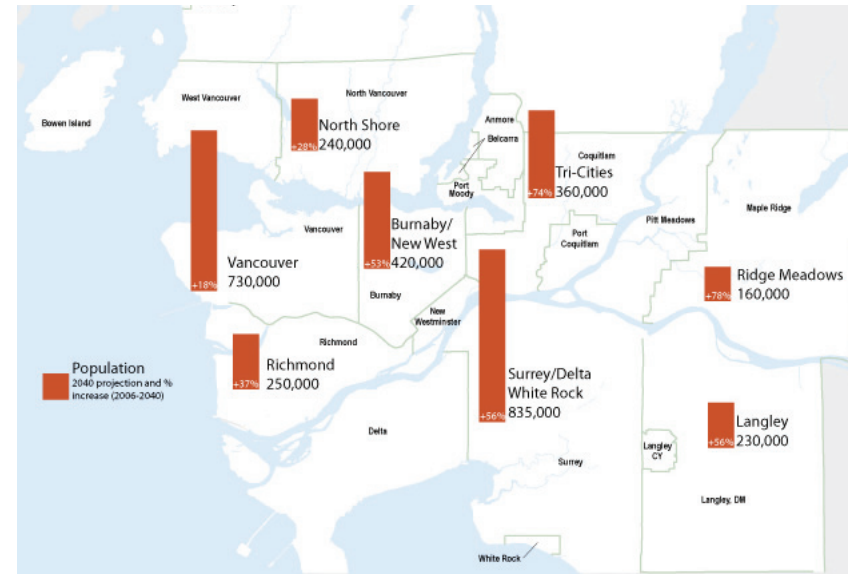 West Vancouver
North Vancouver
Bowen Island
North Shore
240,000
+28%
Anmore
Belcarra
Port
Moody
Coquitlam
Tri-Cities
360,000
+74%
Pitt Meadows
Maple Ridge
Port
Coquitlam
Vancouver
Vancouver
730,000
+18%
Burnaby/
New West
420,000
+53%
Burnaby
New
Westminster
Ridge Meadows
160,000
+78%
Richmond
Richmond
250,000
+37%
Population
2040 projection and %
increase (2006-2040)
Surrey/Delta
White Rock
835,000
+56%
Delta
Surrey
Langley
230,000
+56%
Langley
CY
Langley, DM
White Rock